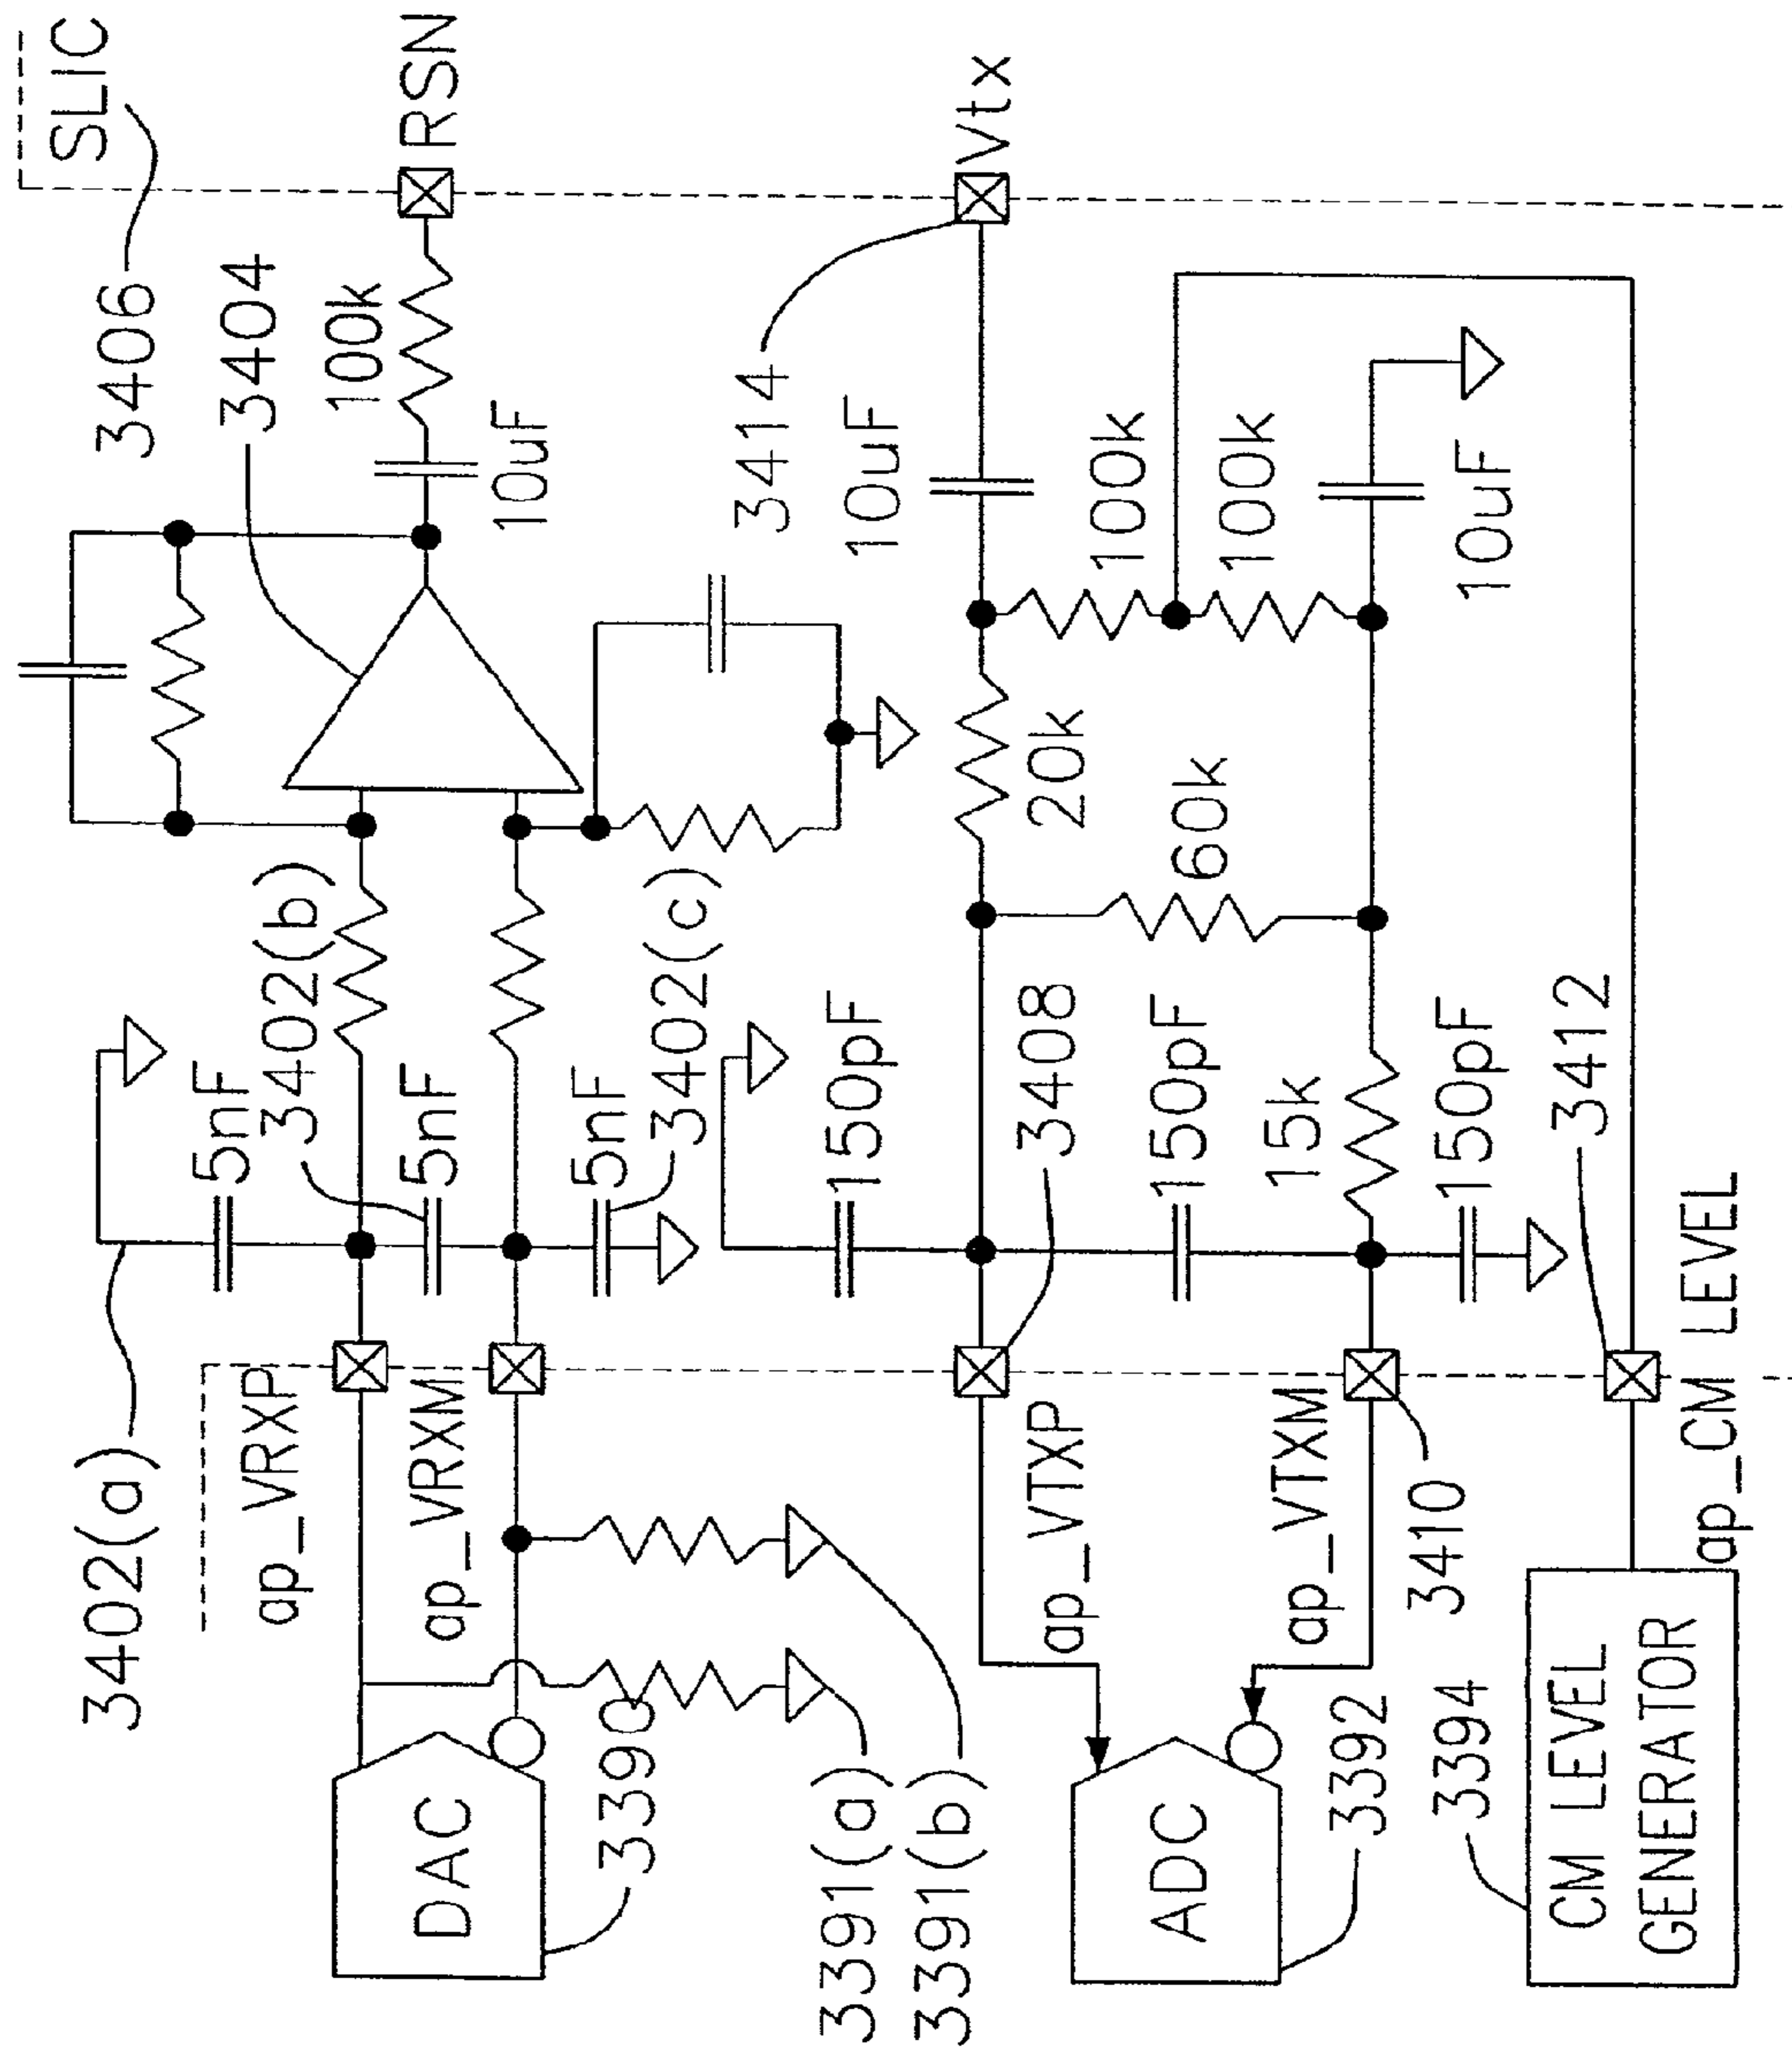 SLIC
3406
3404
RSN
100k
10uF
3402(a)
5nF
3402(b)
5nF
5nF
3402(c)
ap_VRXP
ap_VRXM
DAC
3390
3391(a)
3391(b)
Vtx
3414
10uF
100k
100k
10uF
20k
60k
150pF
3408
150pF
15k
150pF
3412
ap_VTXP
ap_VTXM
3410
ADC
3392
3394
CM LEVEL
GENERATOR
ap_CM LEVEL